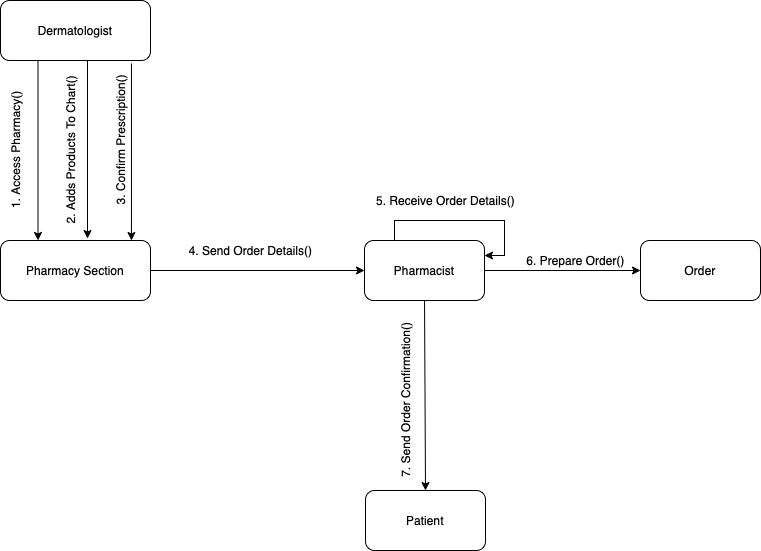 Dermatologist
1. Access Pharmacy()
2. Adds Products To Chart()
3. Confirm Prescription()
5. Receive Order Details()
4. Send Order Details()
6. Prepare Order()
Pharmacy Section
Pharmacist
Order
7. Send Order Confirmation()
Patient